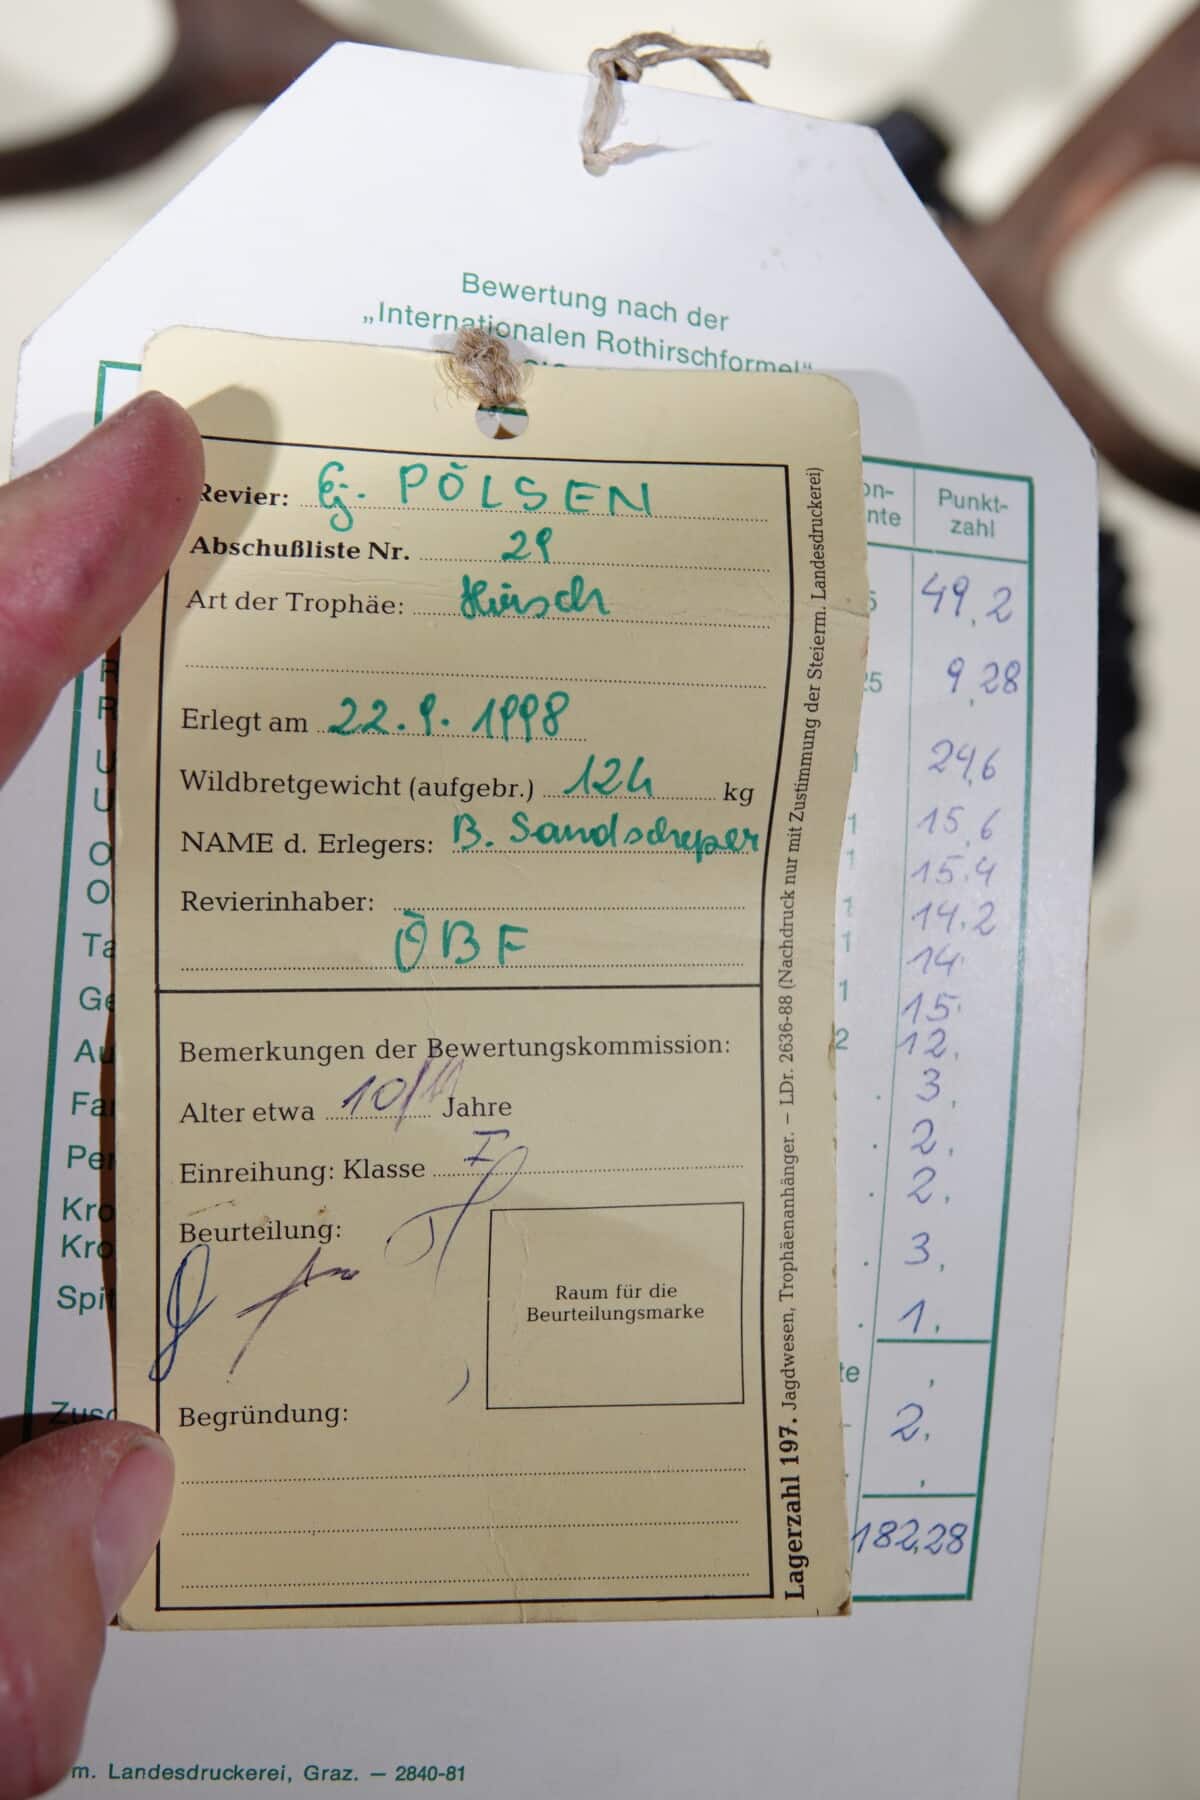 Bewertung nach der
„Internationalen Rothirschformel"
Revier: Ej. PÖLSEN
Abschußliste Nr. 29
Art der Trophäe: Hirsch
Erlegt am 22.9.1998
Wildbretgewicht (aufgebr.) 124 kg
NAME d. Erlegers: B. Sandscheper
Revierinhaber:
ÖBF
Bemerkungen der Bewertungskommission:
Alter etwa 10/11 Jahre
Einreihung: Klasse I
Beurteilung:
Raum für die
Beurteilungsmarke
Begründung:
Lagerzahl 197. Jagdwesen, Trophäenanhänger. – LDr. 2636-88 (Nachdruck nur mit Zustimmung der Steierm. Landesdruckerei)
Punkt-
zahl
49,2
9,28
24,6
15,6
15.4
14.2
14.
15.
12.
3.
2.
2.
3,
1.
2.
182,28
m. Landesdruckerei, Graz. — 2840-81